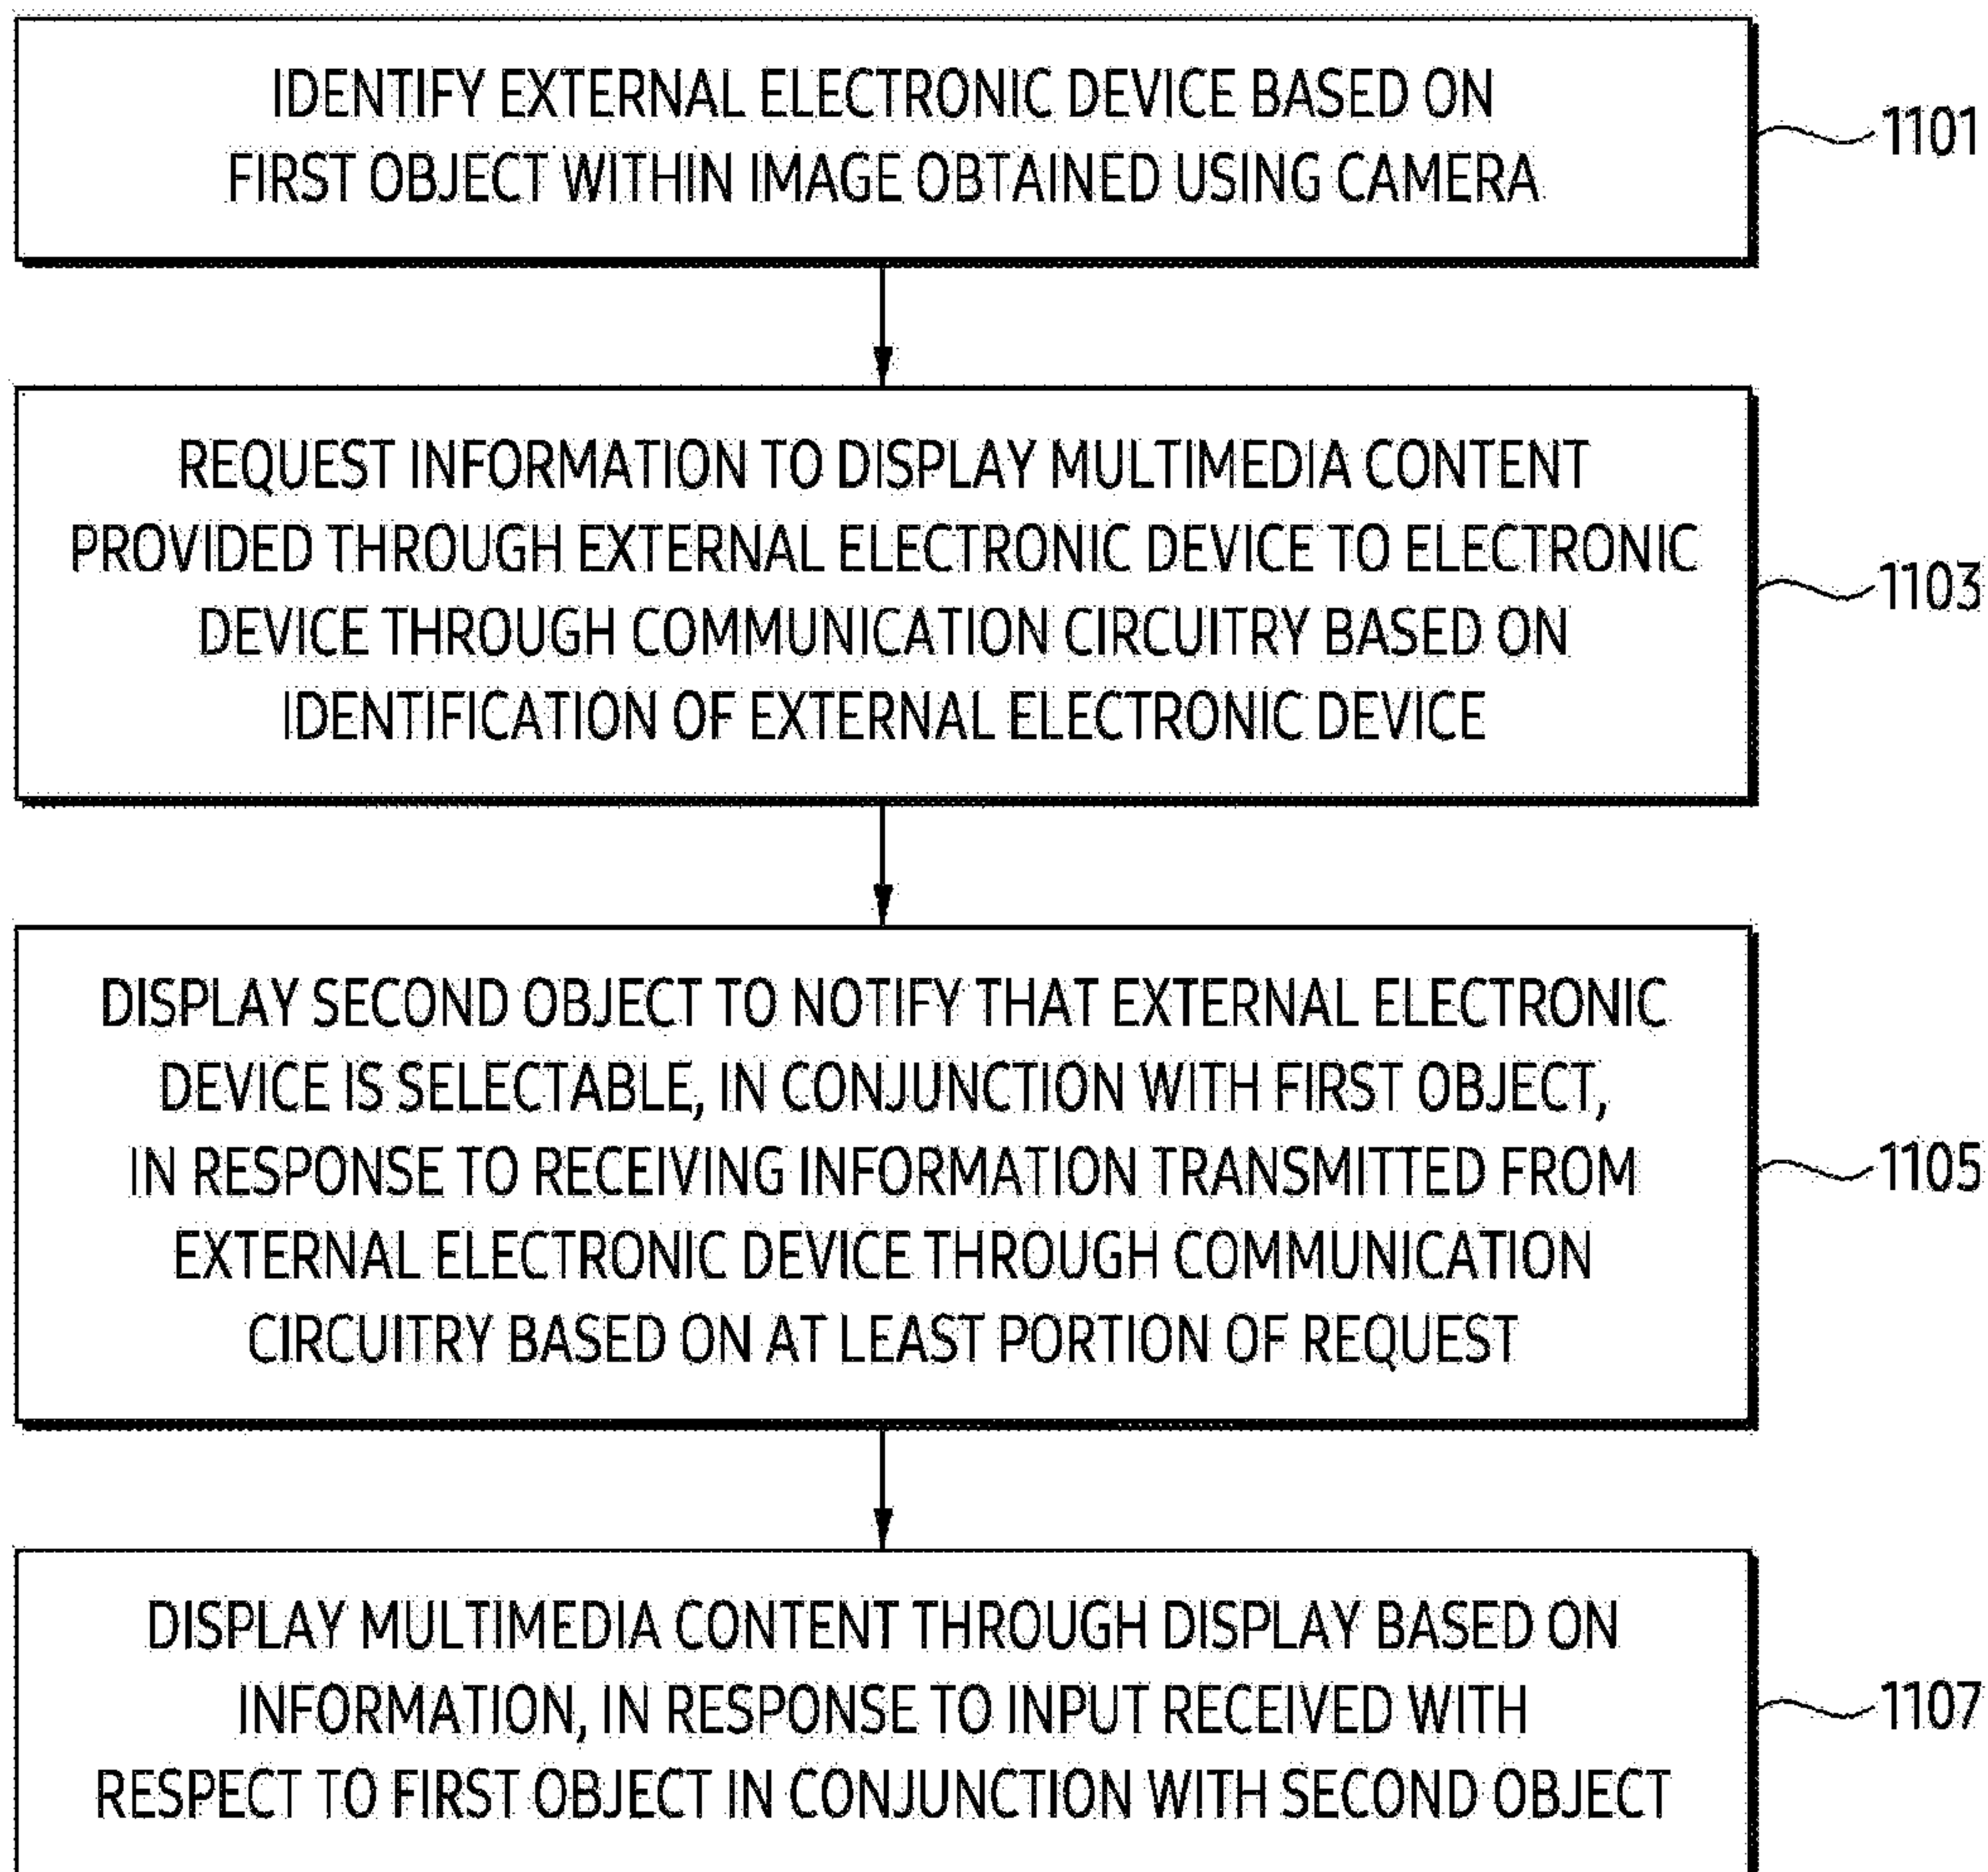 IDENTIFY EXTERNAL ELECTRONIC DEVICE BASED ON
FIRST OBJECT WITHIN IMAGE OBTAINED USING CAMERA
1101
REQUEST INFORMATION TO DISPLAY MULTIMEDIA CONTENT
PROVIDED THROUGH EXTERNAL ELECTRONIC DEVICE TO ELECTRONIC
DEVICE THROUGH COMMUNICATION CIRCUITRY BASED ON
IDENTIFICATION OF EXTERNAL ELECTRONIC DEVICE
1103
DISPLAY SECOND OBJECT TO NOTIFY THAT EXTERNAL ELECTRONIC
DEVICE IS SELECTABLE, IN CONJUNCTION WITH FIRST OBJECT,
IN RESPONSE TO RECEIVING INFORMATION TRANSMITTED FROM
EXTERNAL ELECTRONIC DEVICE THROUGH COMMUNICATION
CIRCUITRY BASED ON AT LEAST PORTION OF REQUEST
1105
DISPLAY MULTIMEDIA CONTENT THROUGH DISPLAY BASED ON
INFORMATION, IN RESPONSE TO INPUT RECEIVED WITH
RESPECT TO FIRST OBJECT IN CONJUNCTION WITH SECOND OBJECT
1107